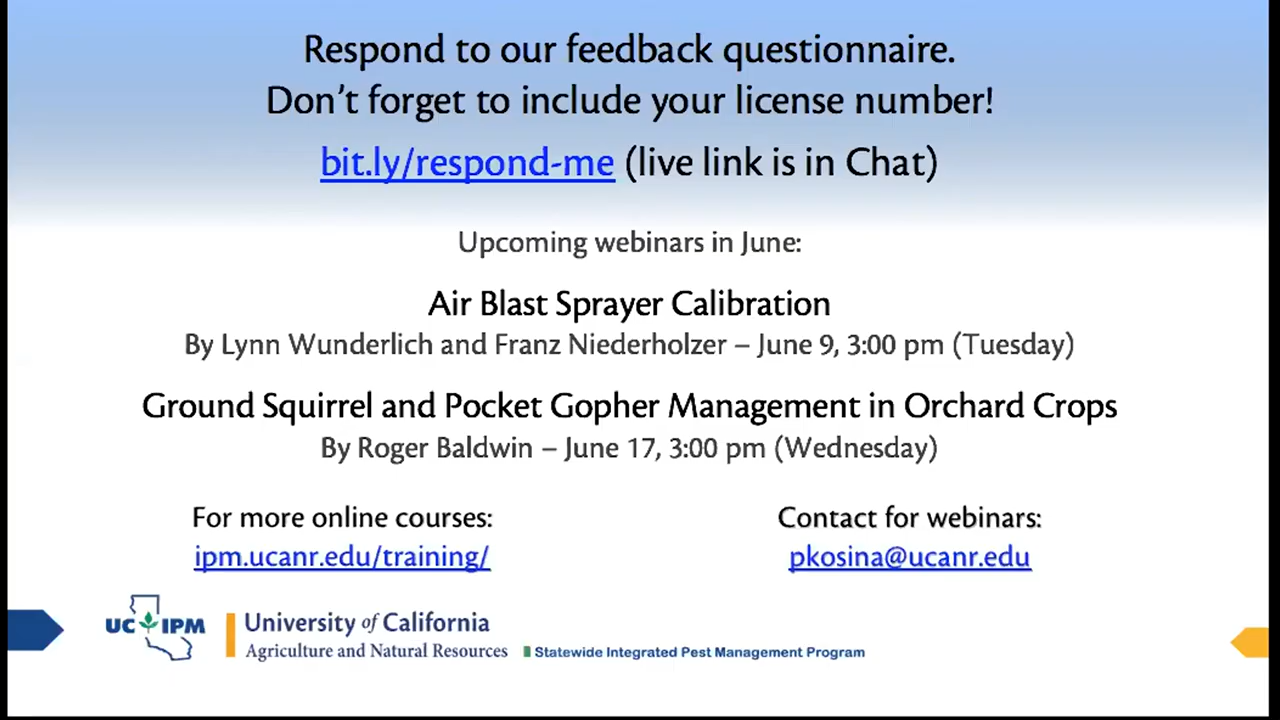 Respond to our feedback questionnaire.
Don't forget to include your license number!
bit.ly/respond-me (live link is in Chat)
Upcoming webinars in June:
Air Blast Sprayer Calibration
By Lynn Wunderlich and Franz Niederholzer – June 9, 3:00 pm (Tuesday)
Ground Squirrel and Pocket Gopher Management in Orchard Crops
By Roger Baldwin – June 17, 3:00 pm (Wednesday)
For more online courses:
ipm.ucanr.edu/training/
Contact for webinars:
pkosina@ucanr.edu
UC IPM
University of California
Agriculture and Natural Resources
Statewide Integrated Pest Management Program